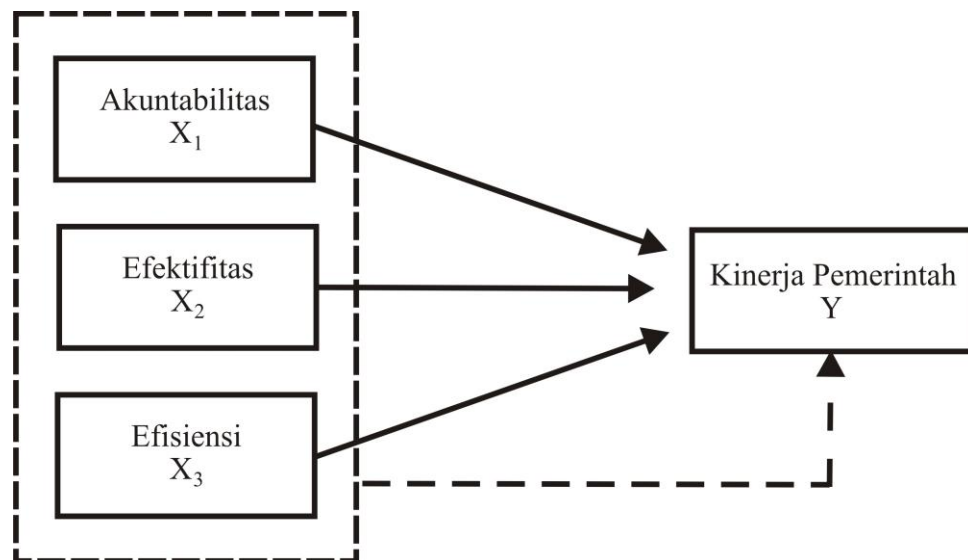 Akuntabilitas
X₁
Efektifitas
X₂
Efisiensi
X₃
Kinerja Pemerintah
Y